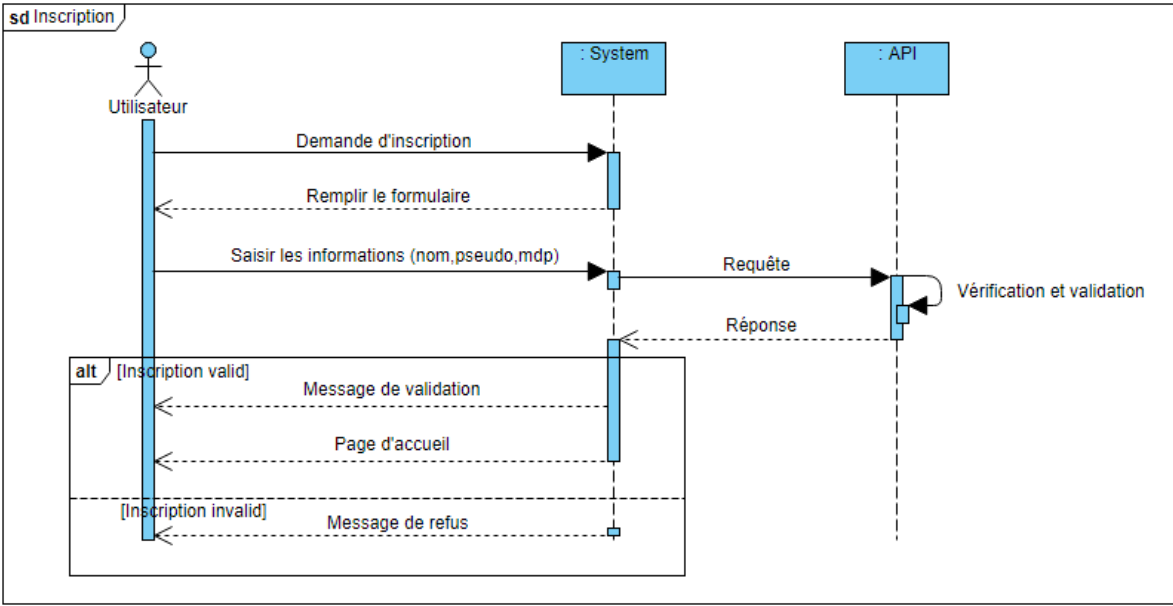 sd Inscription
: System
: API
Utilisateur
Demande d'inscription
Remplir le formulaire
Saisir les informations (nom,pseudo,mdp)
Requête
Vérification et validation
Réponse
alt
[Inscription valid]
Message de validation
Page d'accueil
[Inscription invalid]
Message de refus